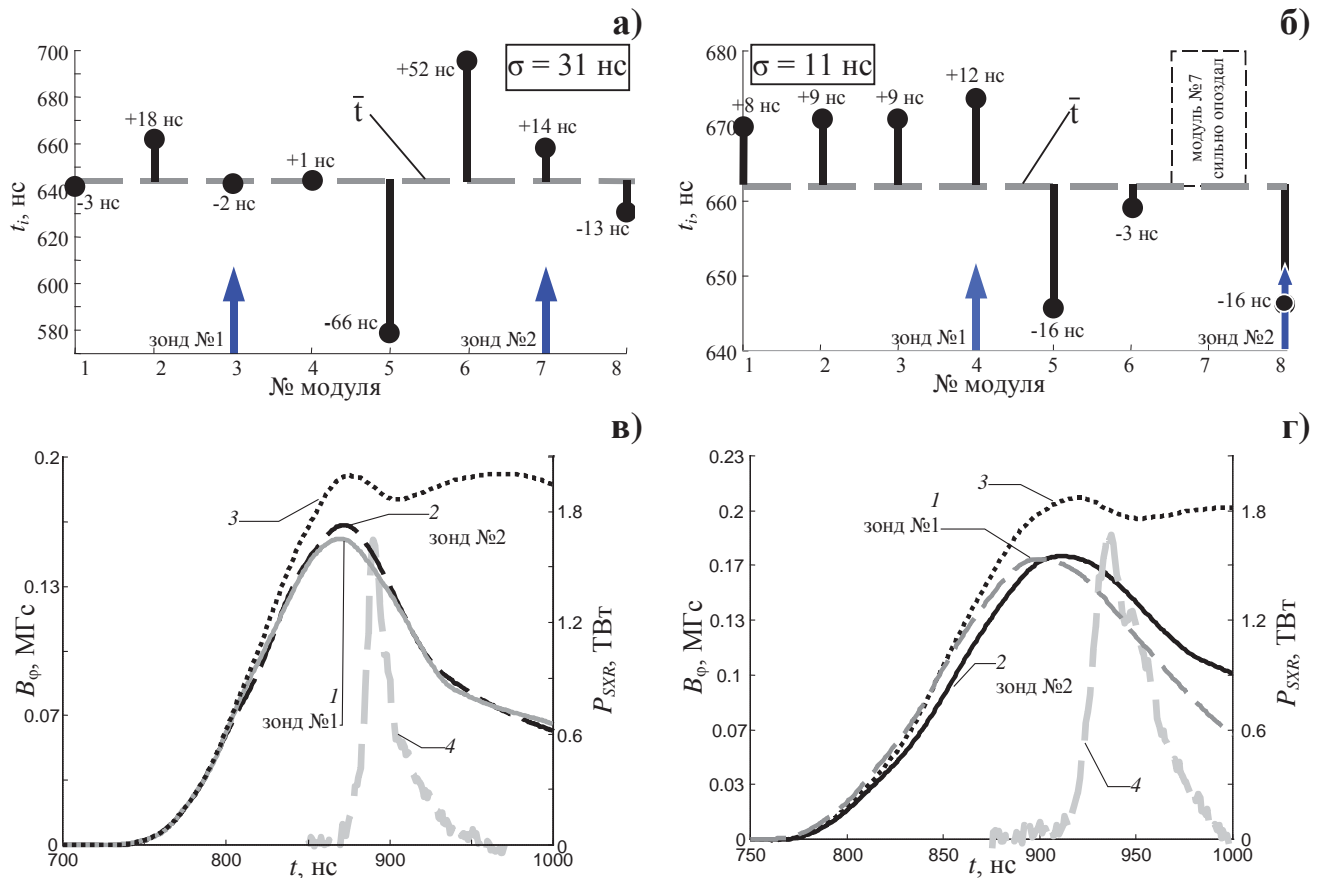 а)
700
680
660
640
620
600
580
t_i, нс
σ = 31 нс
-3 нс
+18 нс
-2 нс
+1 нс
-66 нс
+52 нс
+14 нс
-13 нс
t̄
зонд №1
зонд №2
1 2 3 4 5 6 7 8
№ модуля
б)
680
670
660
650
640
t_i, нс
σ = 11 нс
+8 нс
+9 нс
+9 нс
+12 нс
-16 нс
-3 нс
-16 нс
t̄
модуль №7
сильно опоздал
зонд №1
зонд №2
1 2 3 4 5 6 7 8
№ модуля
в)
0.2
0.13
0.07
0
B_φ, МГс
3
2
зонд №2
1
зонд №1
4
1.8
1.2
0.6
0
P_SXR, ТВт
700 800 900 1000
t, нс
г)
0.23
0.2
0.17
0.13
0.1
0.07
0.03
0
B_φ, МГс
3
1
зонд №1
2
зонд №2
4
1.8
1.2
0.6
0
P_SXR, ТВт
750 800 850 900 950 1000
t, нс